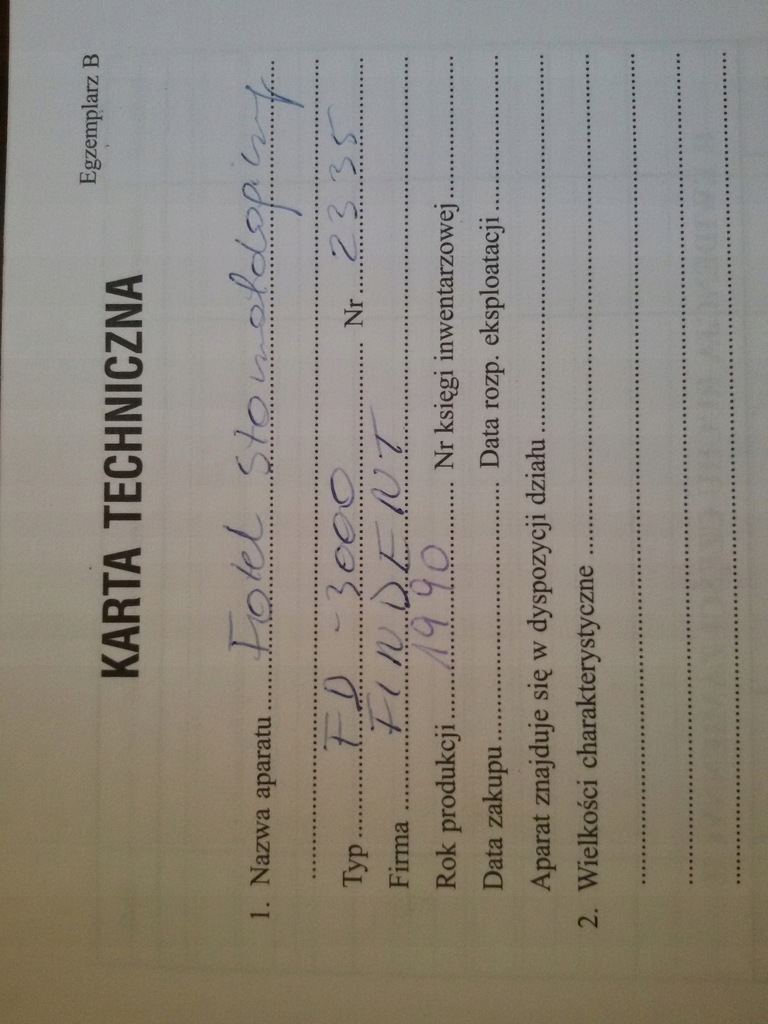 Egzemplarz B
KARTA TECHNICZNA
1. Nazwa aparatu Fotel stomatologiczny
Typ FD-3000 Nr 2335
Firma FINDENT
Rok produkcji 1990 Nr księgi inwentarzowej
Data zakupu Data rozp. eksploatacji
Aparat znajduje się w dyspozycji działu
2. Wielkości charakterystyczne